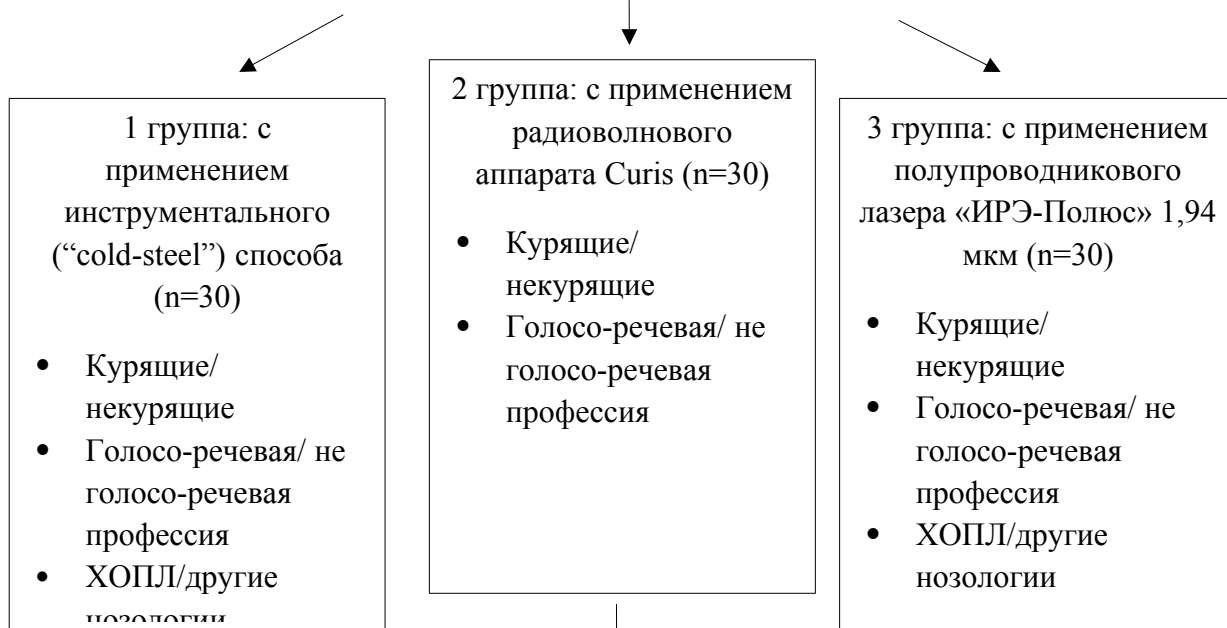 1 группа: с
применением
инструментального
(“cold-steel”) способа
(n=30)
• Курящие/
некурящие
• Голосо-речевая/ не
голосо-речевая
профессия
• ХОПЛ/другие
нозологии
2 группа: с применением
радиоволнового
аппарата Curis (n=30)
• Курящие/
некурящие
• Голосо-речевая/ не
голосо-речевая
профессия
3 группа: с применением
полупроводникового
лазера «ИРЭ-Полюс» 1,94
мкм (n=30)
• Курящие/
некурящие
• Голосо-речевая/ не
голосо-речевая
профессия
• ХОПЛ/другие
нозологии